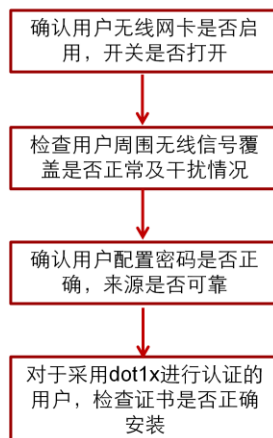 确认用户无线网卡是否启
用，开关是否打开
检查用户周围无线信号覆
盖是否正常及干扰情况
确认用户配置密码是否正
确，来源是否可靠
对于采用dot1x进行认证的
用户，检查证书是否正确
安装